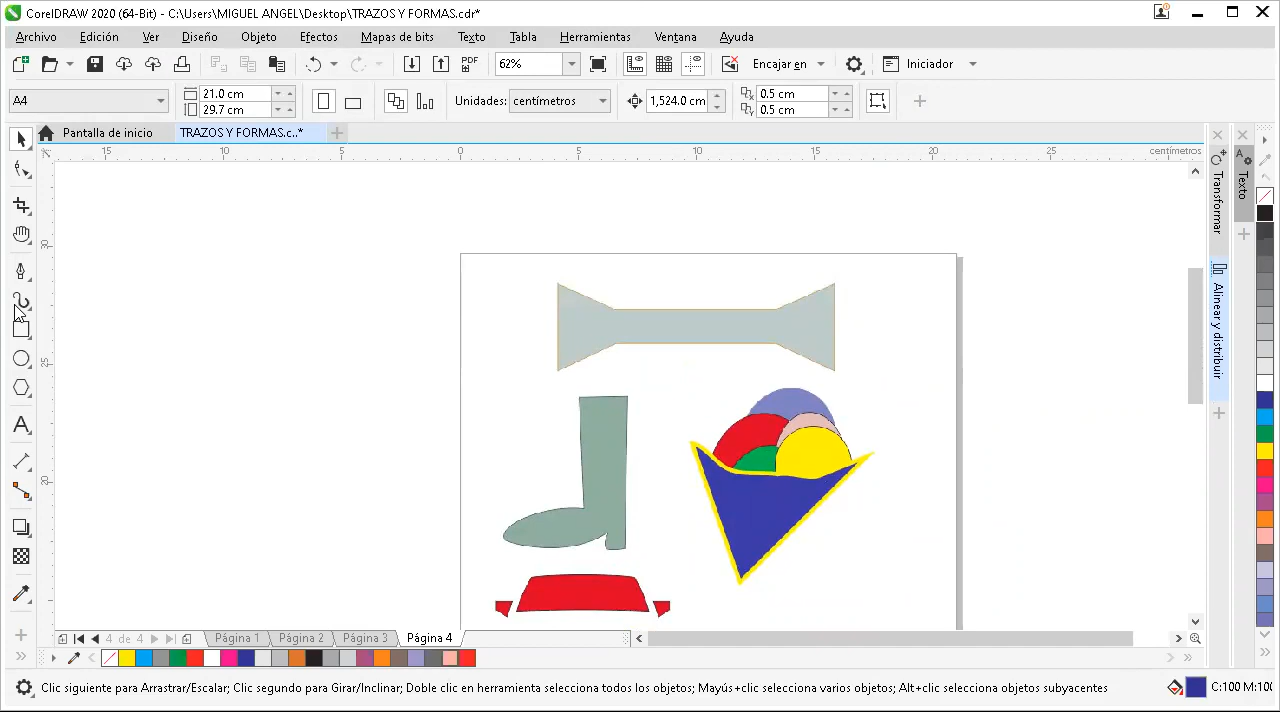 CorelDRAW 2020 (64-Bit) - C:\Users\MIGUEL ANGEL\Desktop\TRAZOS Y FORMAS.cdr*
Archivo Edición Ver Diseño Objeto Efectos Mapas de bits Texto Tabla Herramientas Ventana Ayuda
PDF 62% Encajar en Iniciador
A4 21.0 cm 29.7 cm Unidades: centímetros 1,524.0 cm 0.5 cm 0.5 cm
Pantalla de inicio TRAZOS Y FORMAS.c..*
15 10 5 0 5 10 15 20 25 centímetros
30
25
20
Transformar
Alinear y distribuir
Texto
4 de 4 Página 1 Página 2 Página 3 Página 4
Clic siguiente para Arrastrar/Escalar; Clic segundo para Girar/Inclinar; Doble clic en herramienta selecciona todos los objetos; Mayús+clic selecciona varios objetos; Alt+clic selecciona objetos subyacentes C:100 M:100